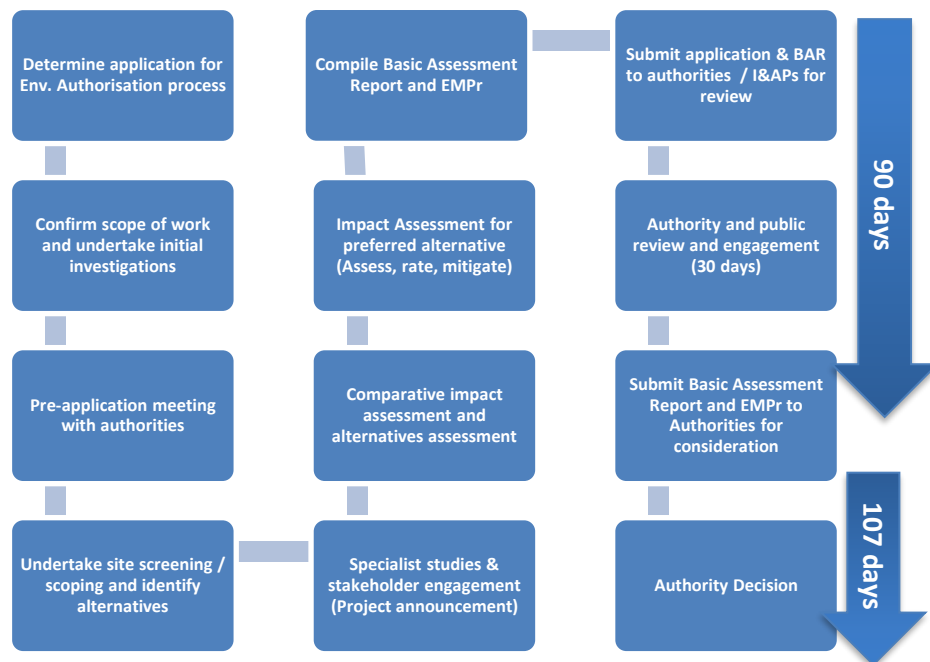 Determine application for
Env. Authorisation process
Confirm scope of work
and undertake initial
investigations
Pre-application meeting
with authorities
Undertake site screening /
scoping and identify
alternatives
Specialist studies &
stakeholder engagement
(Project announcement)
Comparative impact
assessment and
alternatives assessment
Impact Assessment for
preferred alternative
(Assess, rate, mitigate)
Compile Basic Assessment
Report and EMPr
Submit application & BAR
to authorities / I&APs for
review
Authority and public
review and engagement
(30 days)
Submit Basic Assessment
Report and EMPr to
Authorities for
consideration
Authority Decision
90 days
107 days